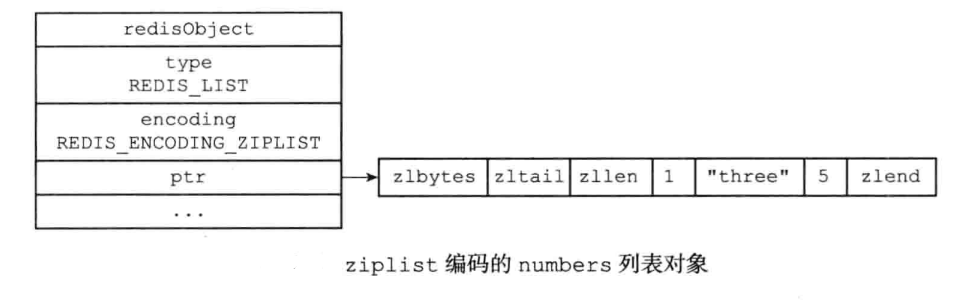 redisObject
type
REDIS_LIST
encoding
REDIS_ENCODING_ZIPLIST
ptr
zlbytes zltail zllen 1 "three" 5 zlend
...
ziplist 编码的 numbers 列表对象